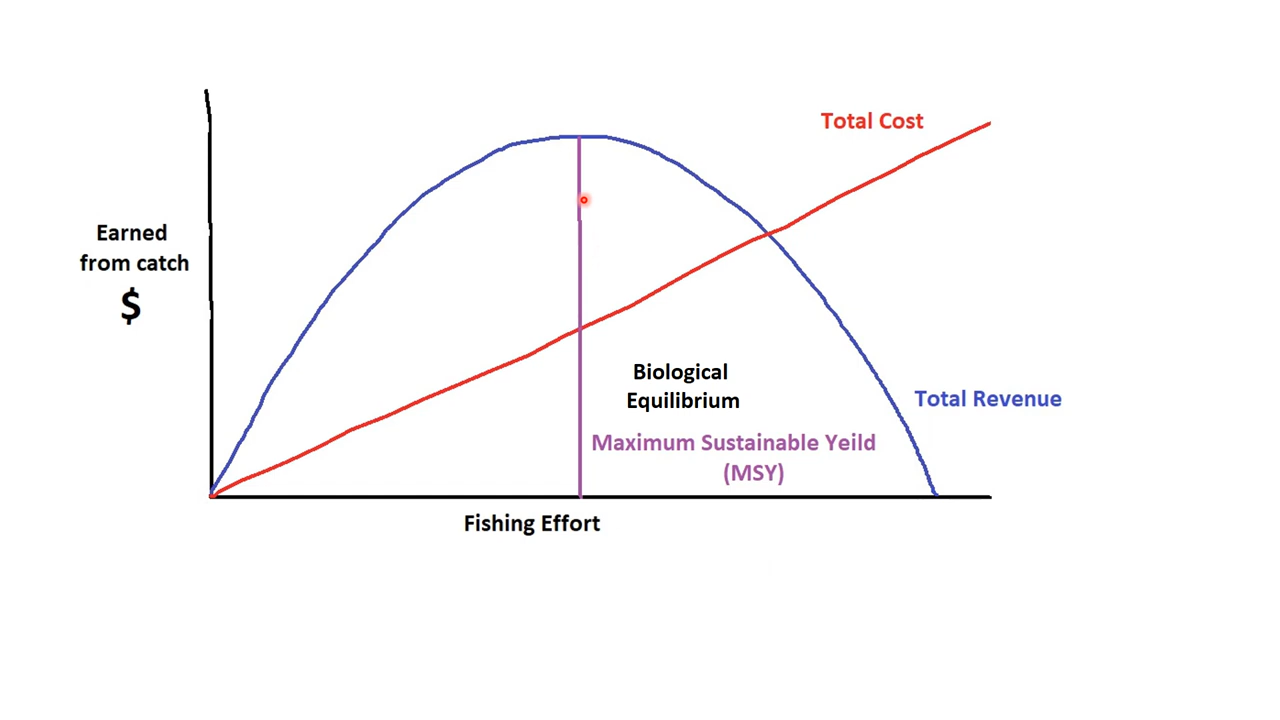 Total Cost
Earned
from catch
$
Biological
Equilibrium
Total Revenue
Maximum Sustainable Yeild
(MSY)
Fishing Effort